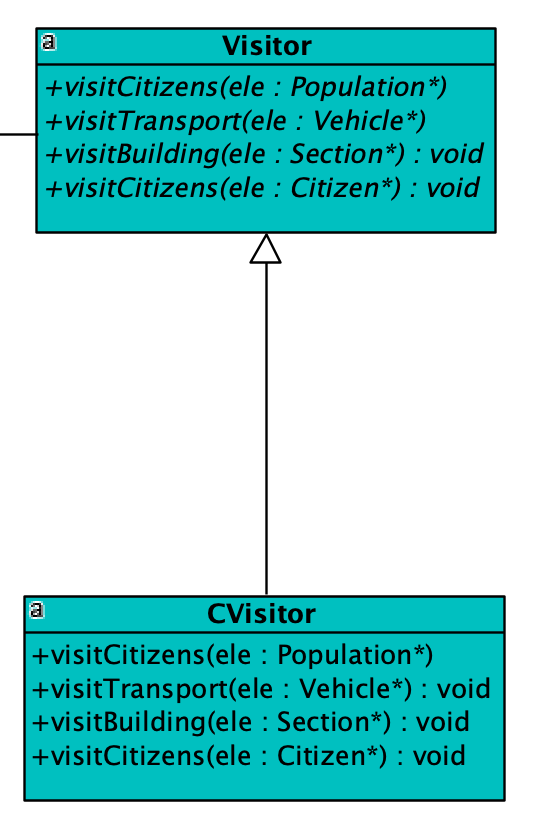 a
Visitor
+visitCitizens(ele : Population*)
+visitTransport(ele : Vehicle*)
+visitBuilding(ele : Section*) : void
+visitCitizens(ele : Citizen*) : void
a
CVisitor
+visitCitizens(ele : Population*)
+visitTransport(ele : Vehicle*) : void
+visitBuilding(ele : Section*) : void
+visitCitizens(ele : Citizen*) : void